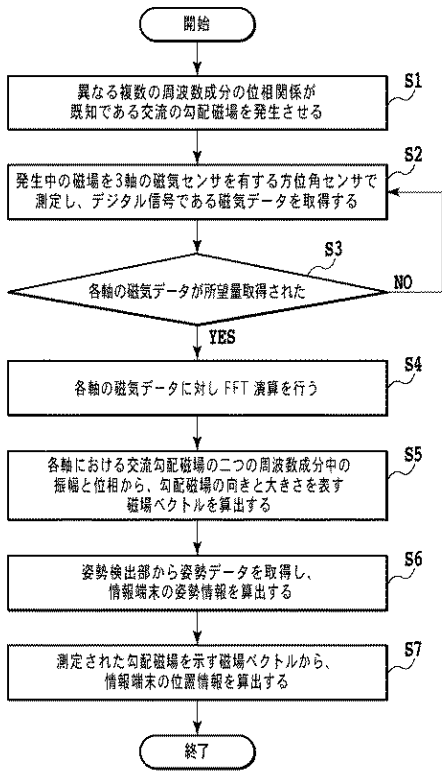 開始
S1
異なる複数の周波数成分の位相関係が
既知である交流の勾配磁場を発生させる
S2
発生中の磁場を3軸の磁気センサを有する方位角センサで
測定し、デジタル信号である磁気データを取得する
S3
各軸の磁気データが所望量取得された
NO
YES
S4
各軸の磁気データに対し FFT 演算を行う
S5
各軸における交流勾配磁場の二つの周波数成分中の
振幅と位相から、勾配磁場の向きと大きさを表す
磁場ベクトルを算出する
S6
姿勢検出部から姿勢データを取得し、
情報端末の姿勢情報を算出する
S7
測定された勾配磁場を示す磁場ベクトルから、
情報端末の位置情報を算出する
終了